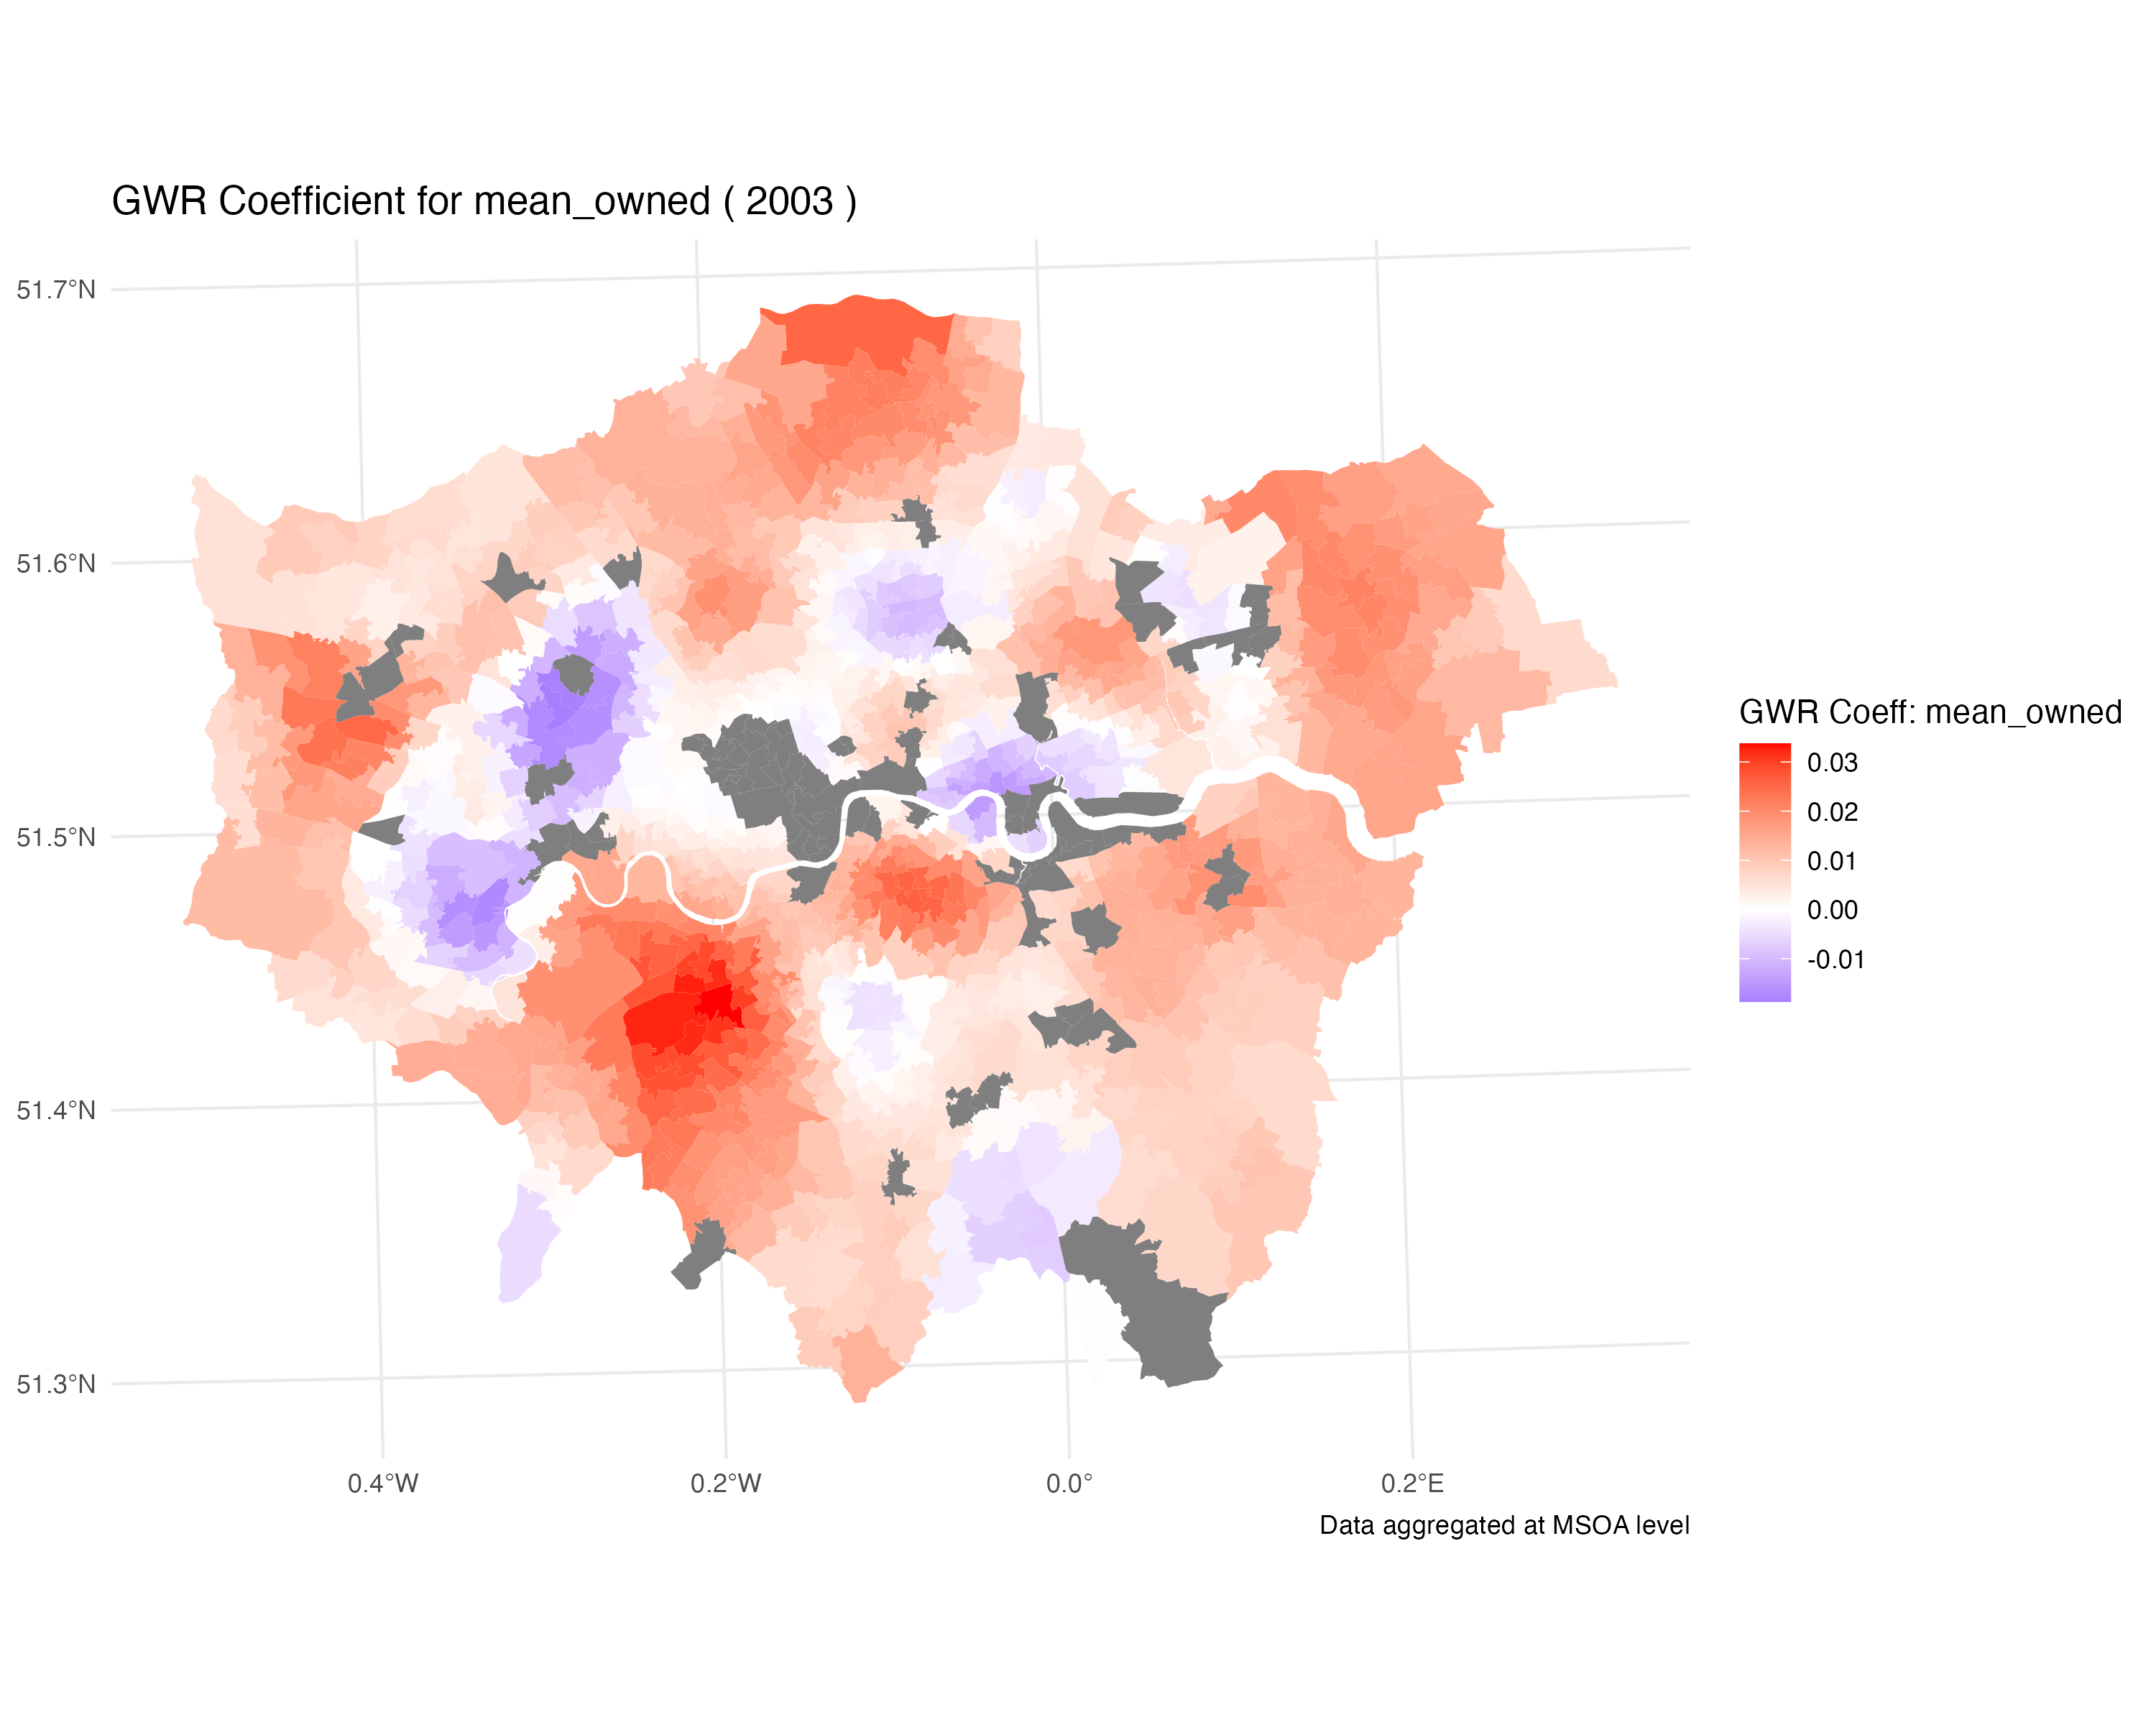 GWR Coefficient for mean_owned ( 2003 )
51.7°N
51.6°N
51.5°N
51.4°N
51.3°N
0.4°W
0.2°W
0.0°
0.2°E
GWR Coeff: mean_owned
0.03
0.02
0.01
0.00
-0.01
Data aggregated at MSOA level